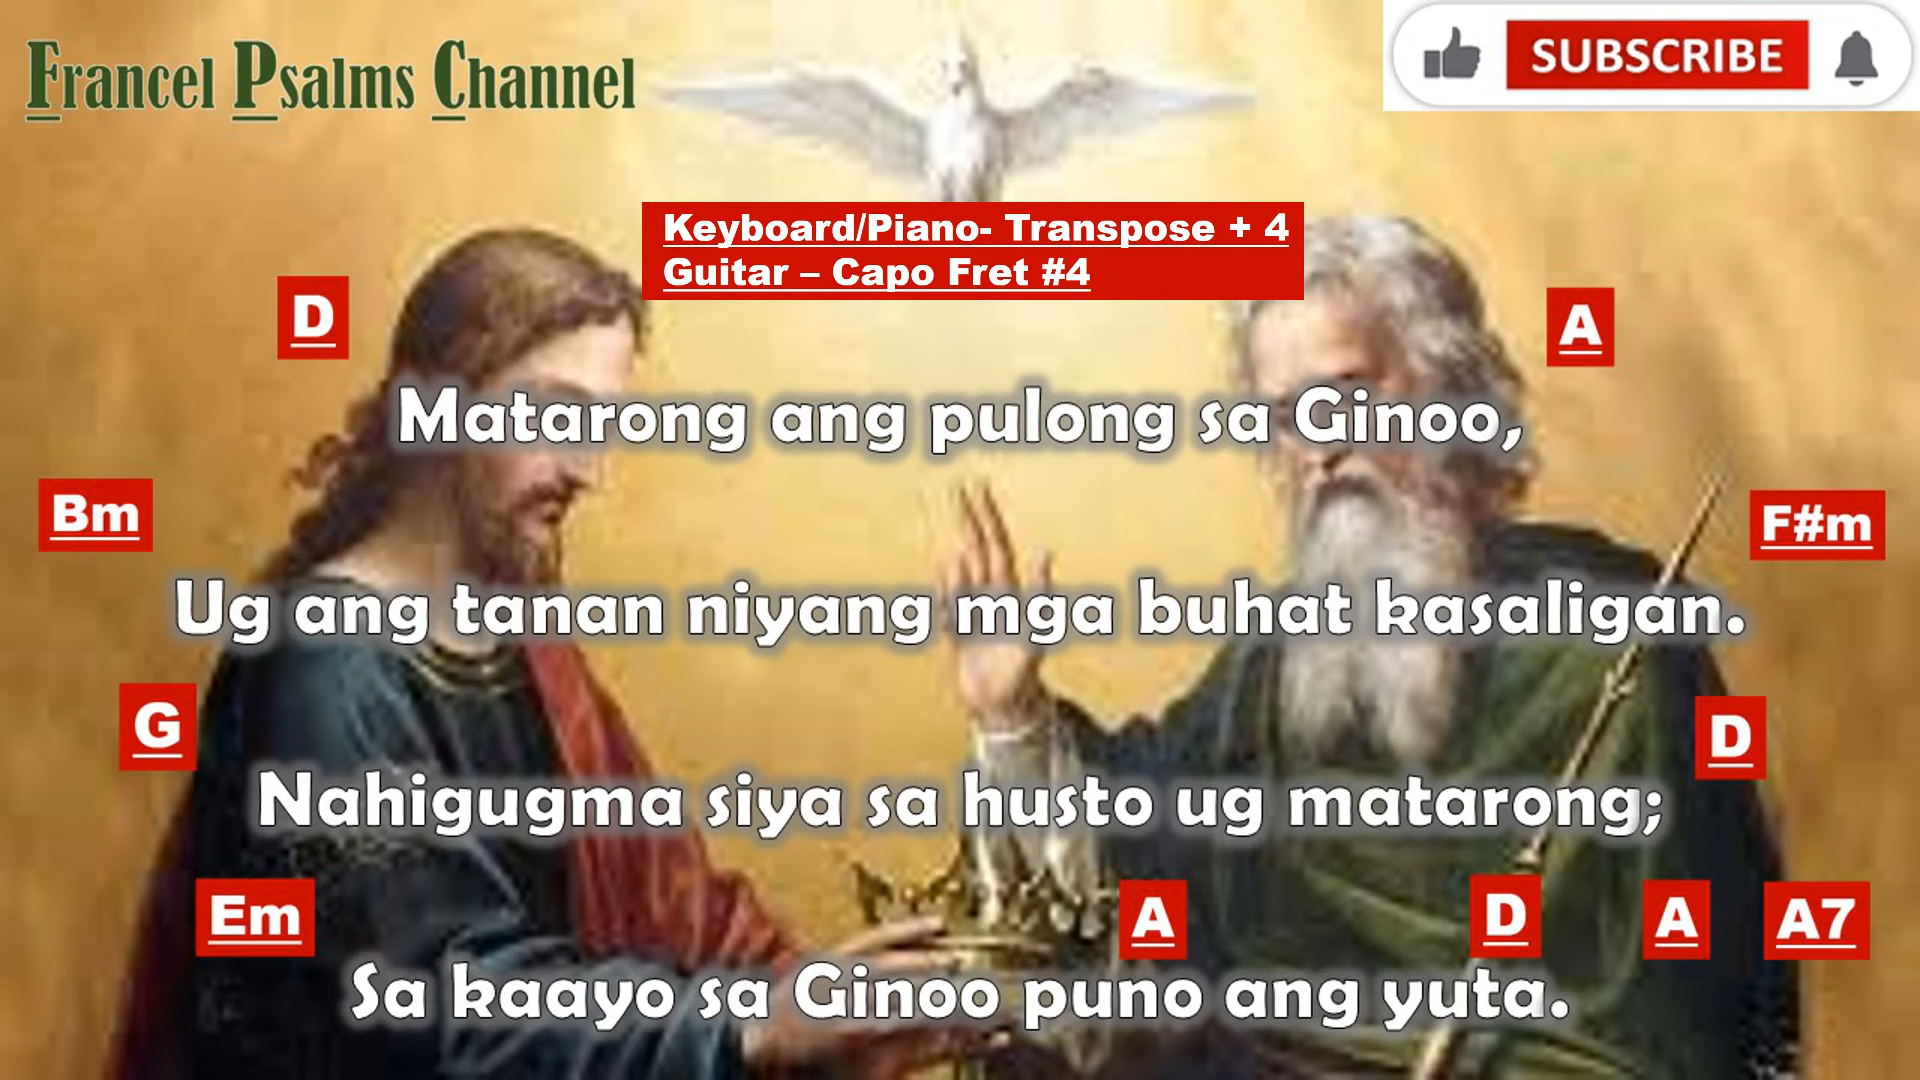 Francel Psalms Channel
SUBSCRIBE
Keyboard/Piano- Transpose + 4
Guitar – Capo Fret #4
D A
Matarong ang pulong sa Ginoo,
Bm F#m
Ug ang tanan niyang mga buhat kasaligan.
G D
Nahigugma siya sa husto ug matarong;
Em A D A A7
Sa kaayo sa Ginoo puno ang yuta.